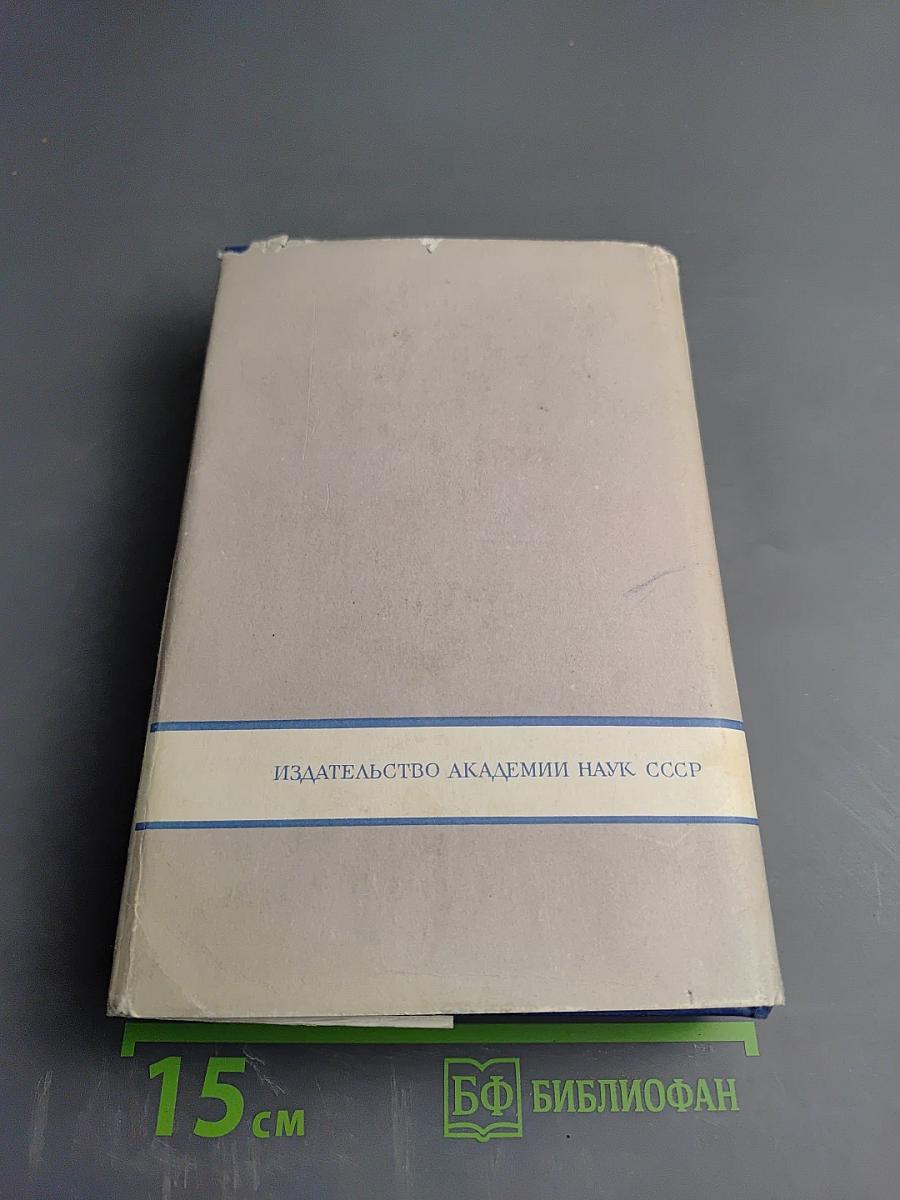 ИЗДАТЕЛЬСТВО АКАДЕМИИ НАУК СССР
15 см
БФ БИБЛИОФАН